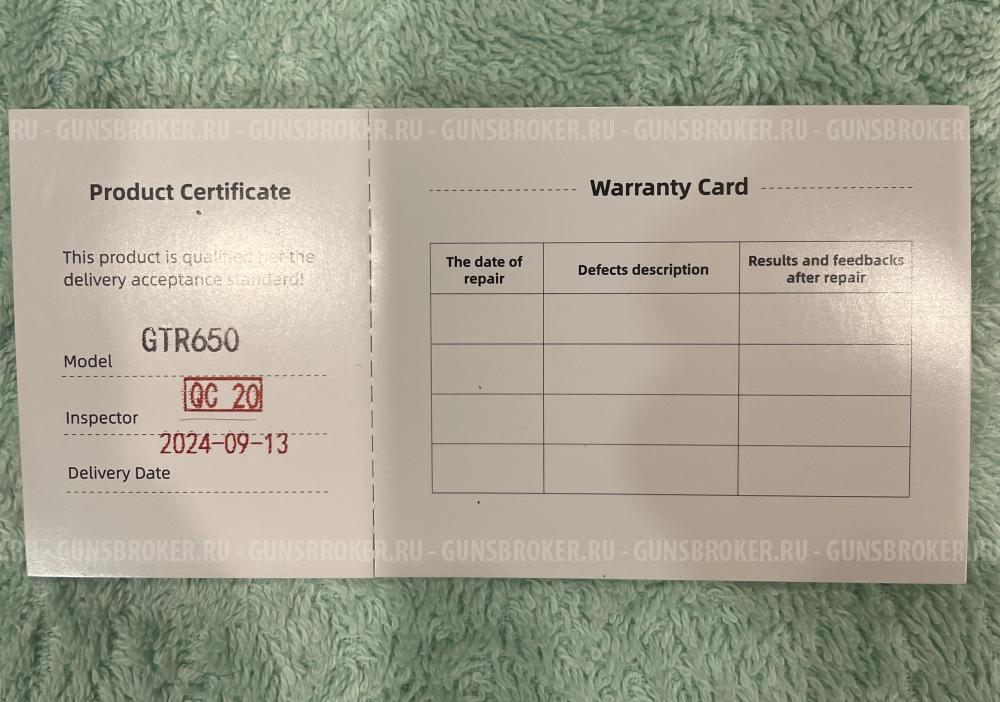 RU - GUNSBROKER.RU - GUNSBROKER.RU - GUNSBROKER.RU - GUNSBROKER.RU - GUNSBROKER.RU
Product Certificate
This product is qualified per the
delivery acceptance standard!
GTR650
Model
QC 20
Inspector
2024-09-13
Delivery Date
Warranty Card
The date of
repair
Defects description
Results and feedbacks
after repair
RU - GUNSBROKER.RU - GUNSBROKER.RU - GUNSBROKER.RU - GUNSBROKER.RU - GUNSBROKER.RU